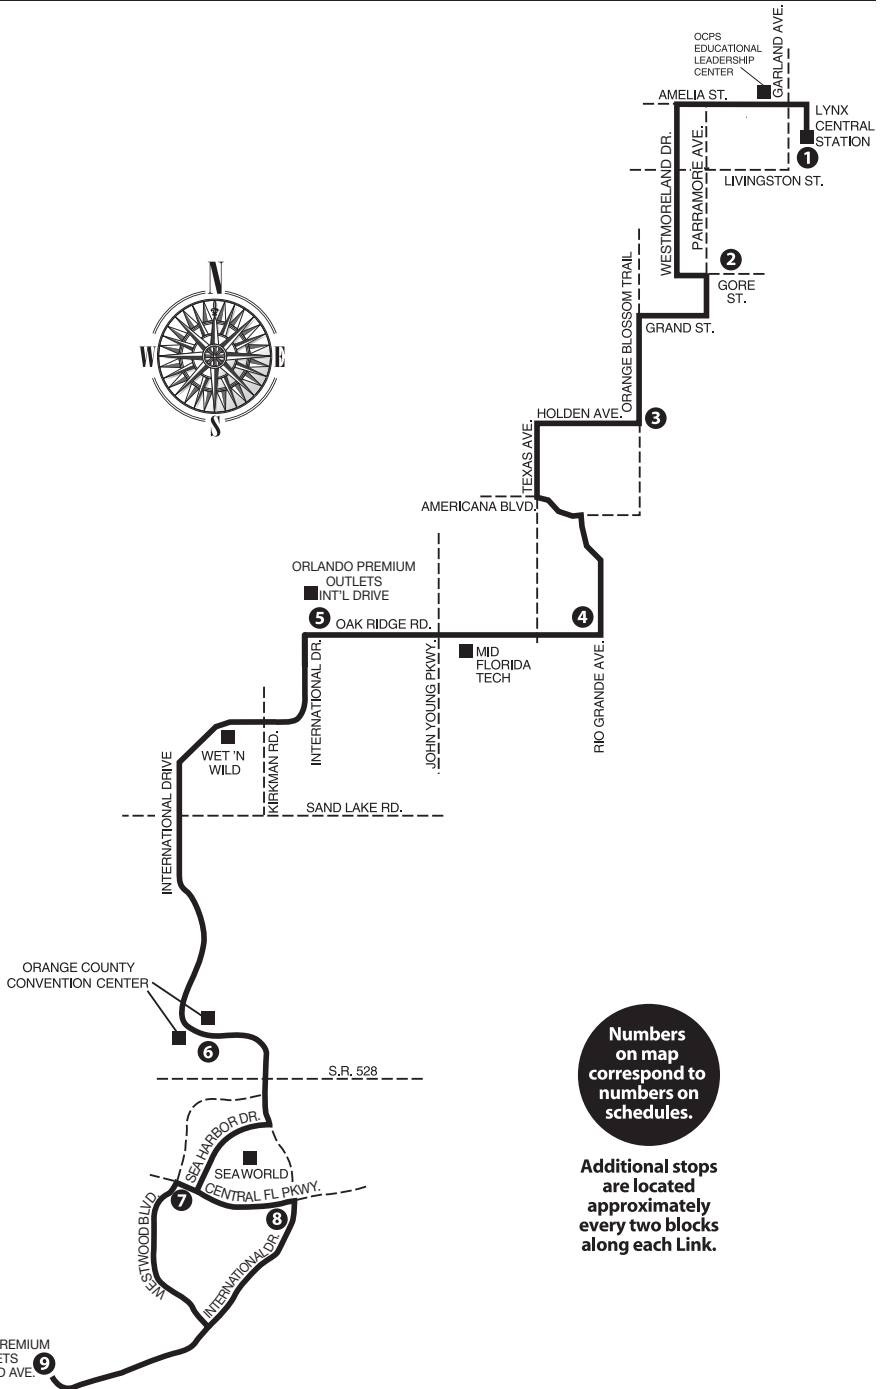 OCPS
EDUCATIONAL
LEADERSHIP
CENTER
GARLAND AVE.
AMELIA ST.
LYNX
CENTRAL
STATION
1
WESTMORELAND DR.
PARRAMORE AVE.
LIVINGSTON ST.
2
GORE
ST.
ORANGE BLOSSOM TRAIL
GRAND ST.
N
W
E
S
HOLDEN AVE.
3
TEXAS AVE.
AMERICANA BLVD.
ORLANDO PREMIUM
OUTLETS
INT'L DRIVE
5
OAK RIDGE RD.
4
MID
FLORIDA
TECH
INTERNATIONAL DR.
JOHN YOUNG PKWY.
RIO GRANDE AVE.
WET 'N
WILD
KIRKMAN RD.
INTERNATIONAL DRIVE
SAND LAKE RD.
ORANGE COUNTY
CONVENTION CENTER
6
S.R. 528
SEA HARBOR DR.
SEAWORLD
CENTRAL FL PKWY.
7
8
WESTWOOD BLVD.
INTERNATIONAL DR.
REMIUM
ETS
D AVE.
9
Numbers
on map
correspond to
numbers on
schedules.
Additional stops
are located
approximately
every two blocks
along each Link.